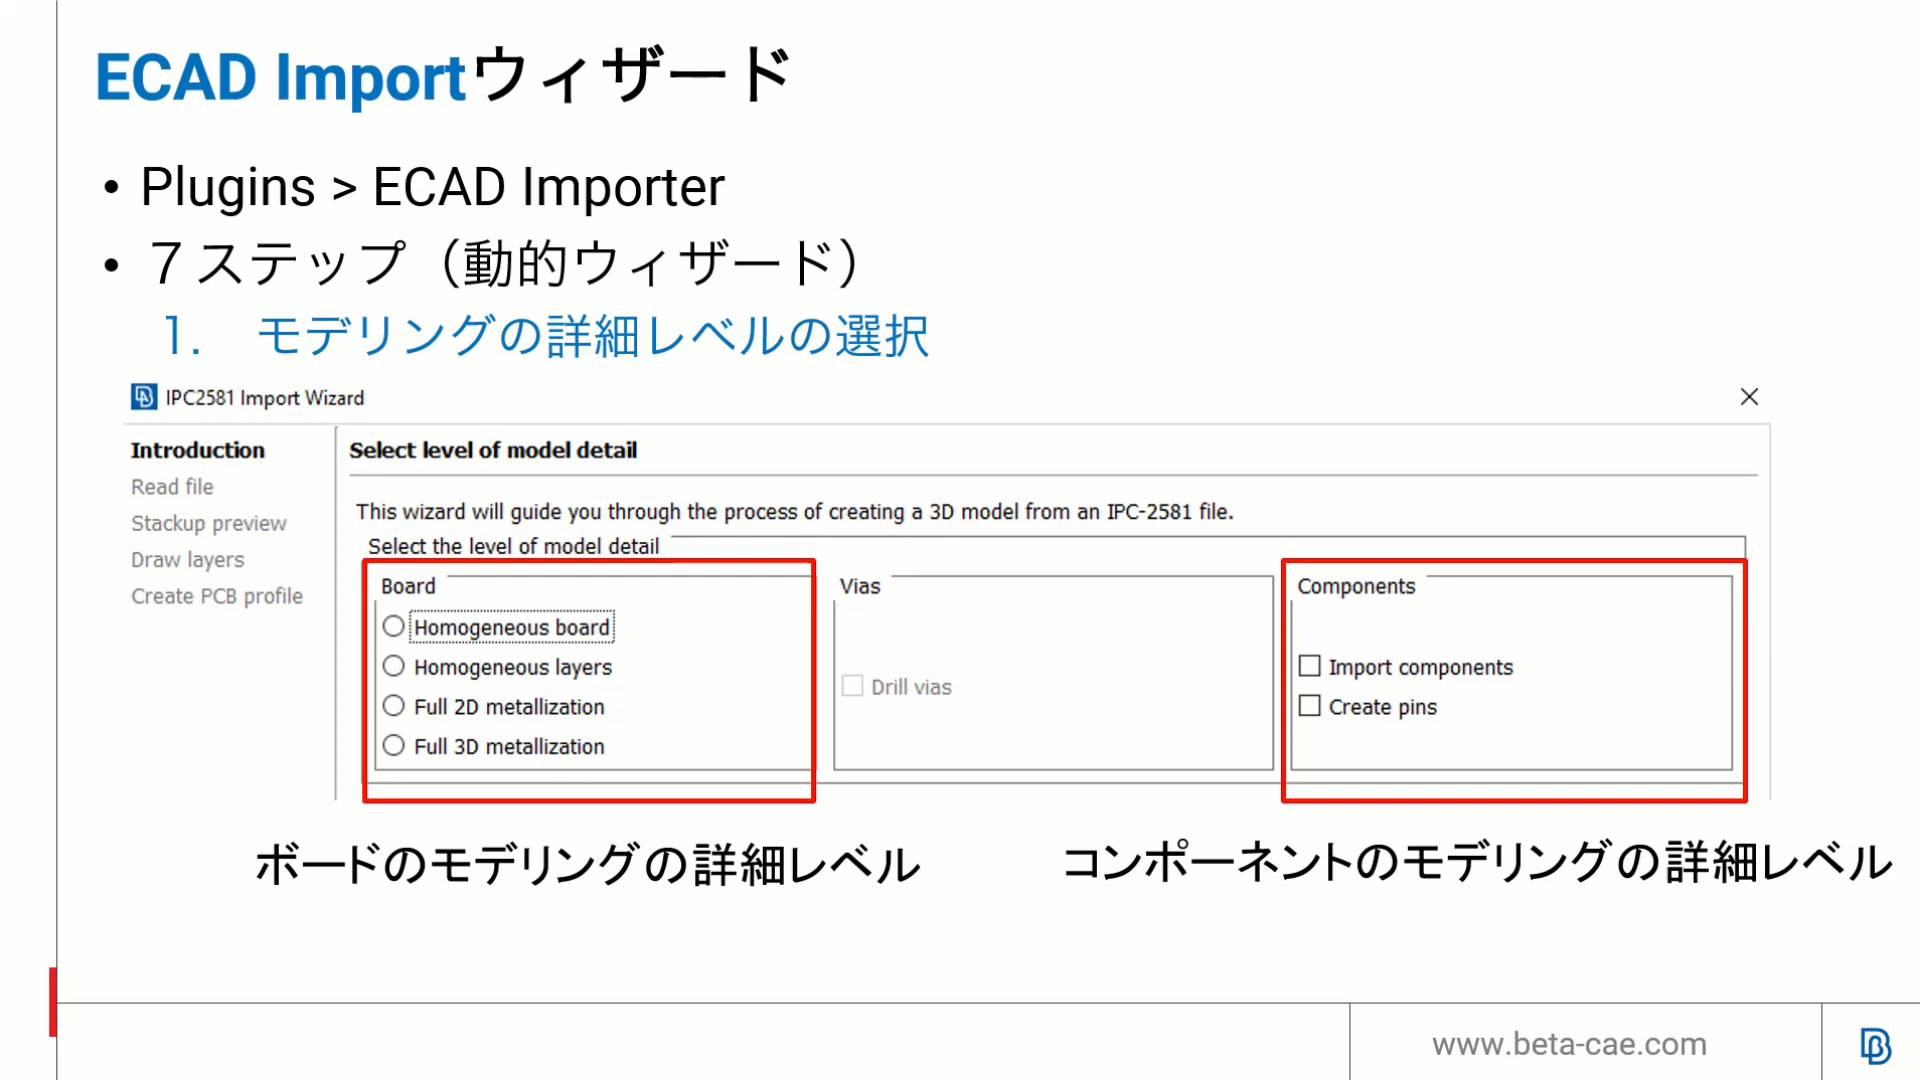 ECAD Importウィザード
• Plugins > ECAD Importer
• ７ステップ（動的ウィザード）
1. モデリングの詳細レベルの選択
IPC2581 Import Wizard
Introduction
Read file
Stackup preview
Draw layers
Create PCB profile
Select level of model detail
This wizard will guide you through the process of creating a 3D model from an IPC-2581 file.
Select the level of model detail
Board
Homogeneous board
Homogeneous layers
Full 2D metallization
Full 3D metallization
Vias
Drill vias
Components
Import components
Create pins
ボードのモデリングの詳細レベル
コンポーネントのモデリングの詳細レベル
www.beta-cae.com